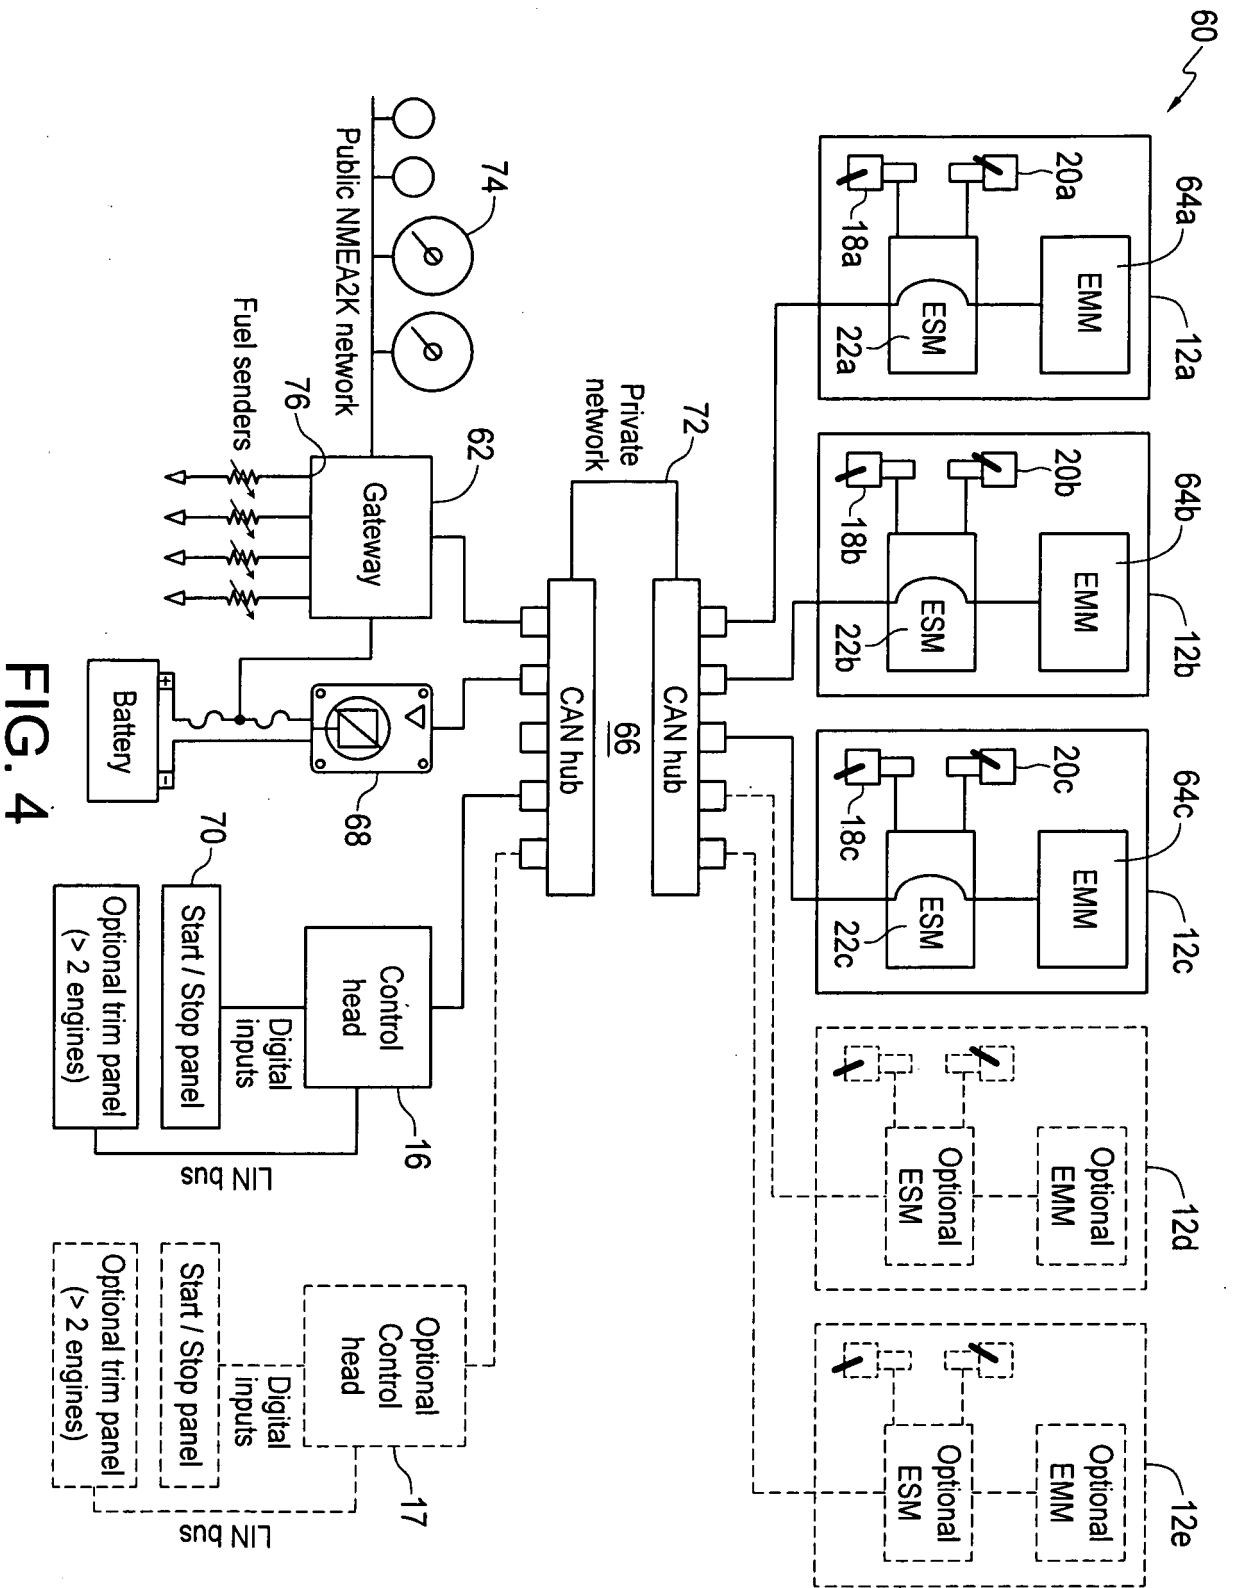 60
64a
12a
20a
EMM
18a
ESM
22a
64b
12b
20b
EMM
18b
ESM
22b
64c
12c
20c
EMM
18c
ESM
22c
12d
Optional
EMM
Optional
ESM
12e
Optional
EMM
Optional
ESM
72
Private
network
CAN hub
66
CAN hub
74
Public NMEA2K network
62
Gateway
76
Fuel senders
68
+
-
Battery
Control
head
16
Digital
inputs
70
Start / Stop panel
Optional trim panel
(> 2 engines)
LIN bus
Optional
Control
head
17
Digital
inputs
Start / Stop panel
Optional trim panel
(> 2 engines)
LIN bus
FIG. 4